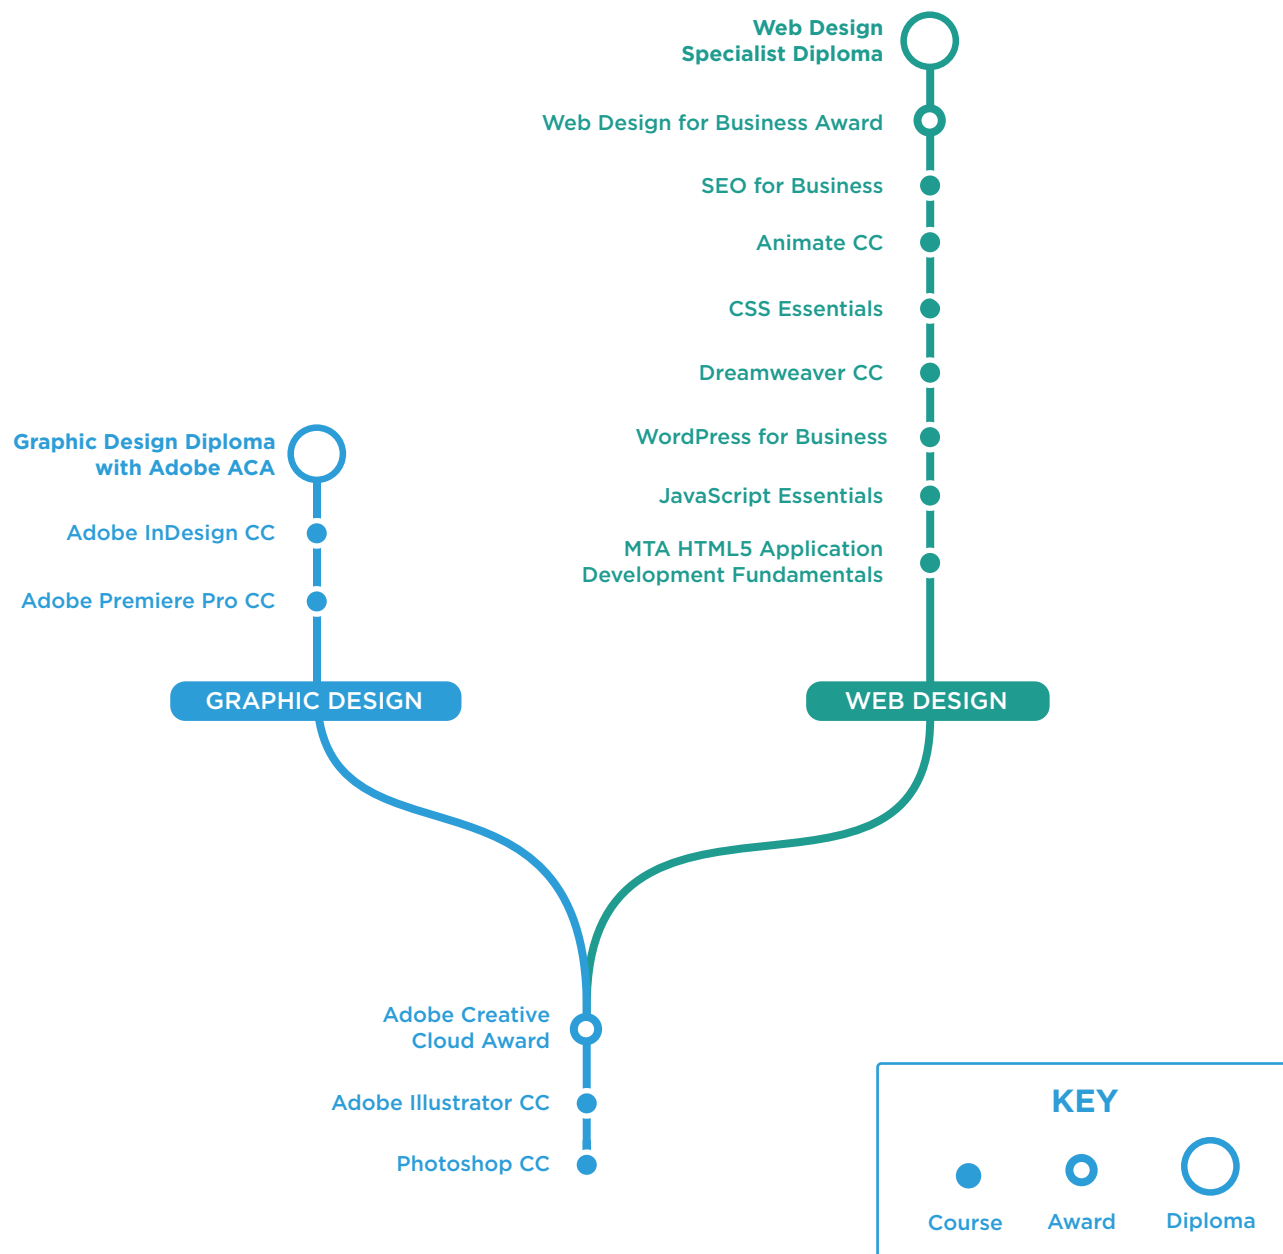 Web Design
Specialist Diploma
Web Design for Business Award
SEO for Business
Animate CC
CSS Essentials
Dreamweaver CC
WordPress for Business
JavaScript Essentials
MTA HTML5 Application
Development Fundamentals
WEB DESIGN
Graphic Design Diploma
with Adobe ACA
Adobe InDesign CC
Adobe Premiere Pro CC
GRAPHIC DESIGN
Adobe Creative
Cloud Award
Adobe Illustrator CC
Photoshop CC
KEY
Course
Award
Diploma